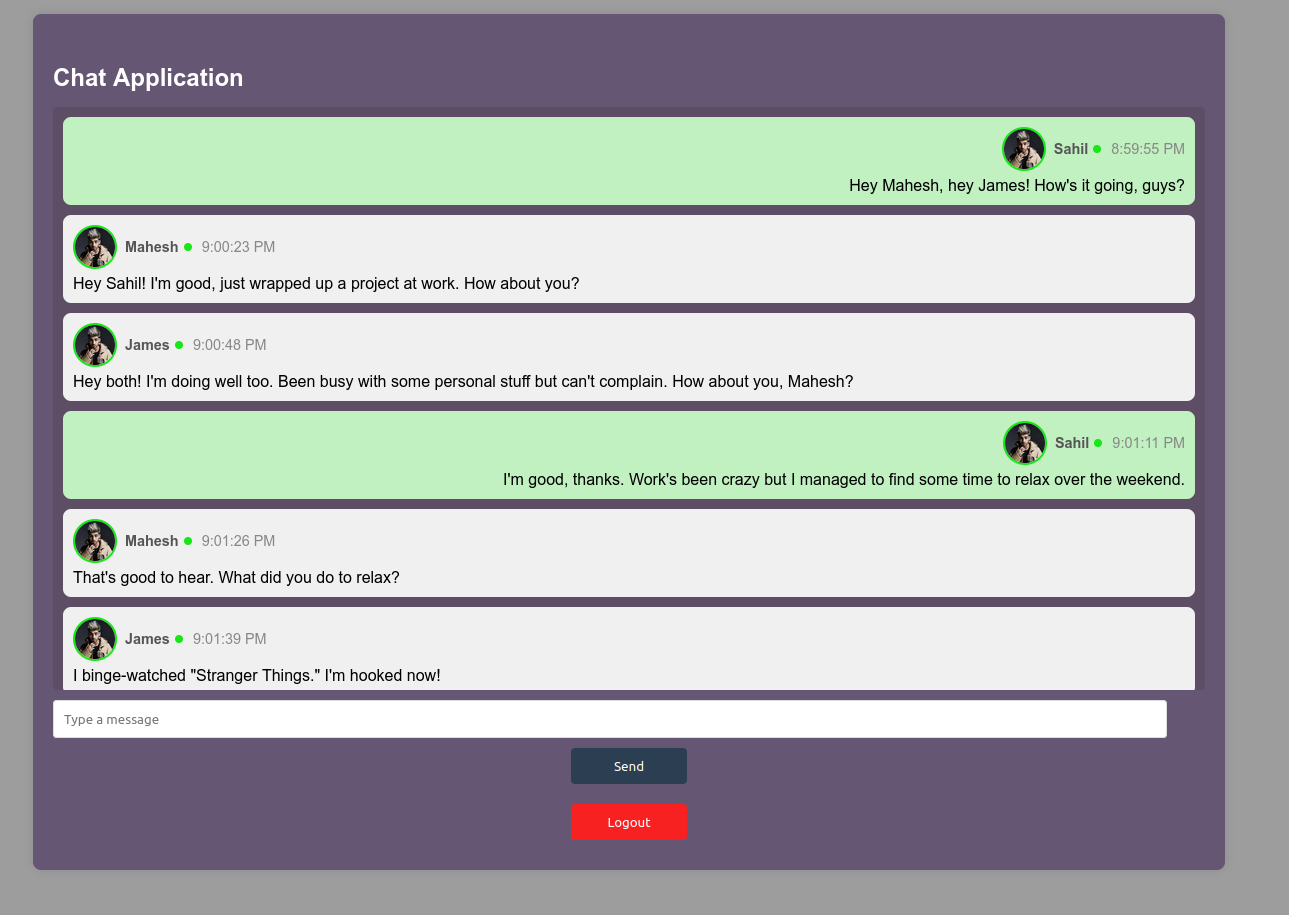 Chat Application
Sahil 8:59:55 PM
Hey Mahesh, hey James! How's it going, guys?
Mahesh 9:00:23 PM
Hey Sahil! I'm good, just wrapped up a project at work. How about you?
James 9:00:48 PM
Hey both! I'm doing well too. Been busy with some personal stuff but can't complain. How about you, Mahesh?
Sahil 9:01:11 PM
I'm good, thanks. Work's been crazy but I managed to find some time to relax over the weekend.
Mahesh 9:01:26 PM
That's good to hear. What did you do to relax?
James 9:01:39 PM
I binge-watched "Stranger Things." I'm hooked now!
Type a message
Send
Logout